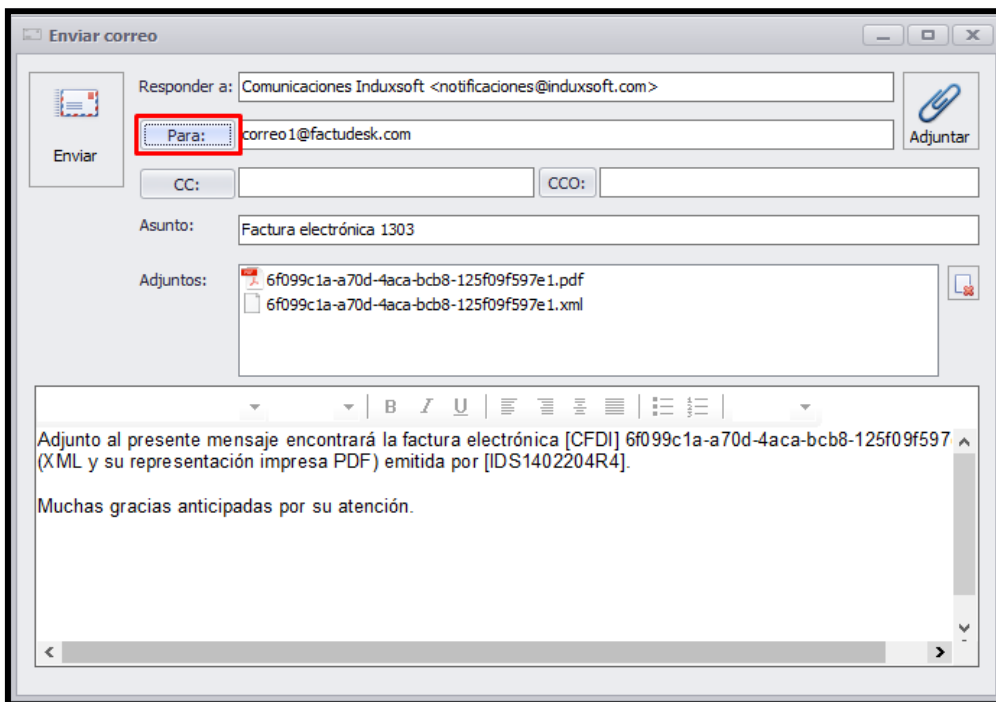 Enviar correo
Responder a: Comunicaciones Induxsoft <notificaciones@induxsoft.com>
Enviar
Para: correo1@factudesk.com
Adjuntar
CC: CCO:
Asunto: Factura electrónica 1303
Adjuntos: 6f099c1a-a70d-4aca-bcb8-125f09f597e1.pdf
6f099c1a-a70d-4aca-bcb8-125f09f597e1.xml
B I U
Adjunto al presente mensaje encontrará la factura electrónica [CFDI] 6f099c1a-a70d-4aca-bcb8-125f09f597
(XML y su representación impresa PDF) emitida por [IDS1402204R4].
Muchas gracias anticipadas por su atención.